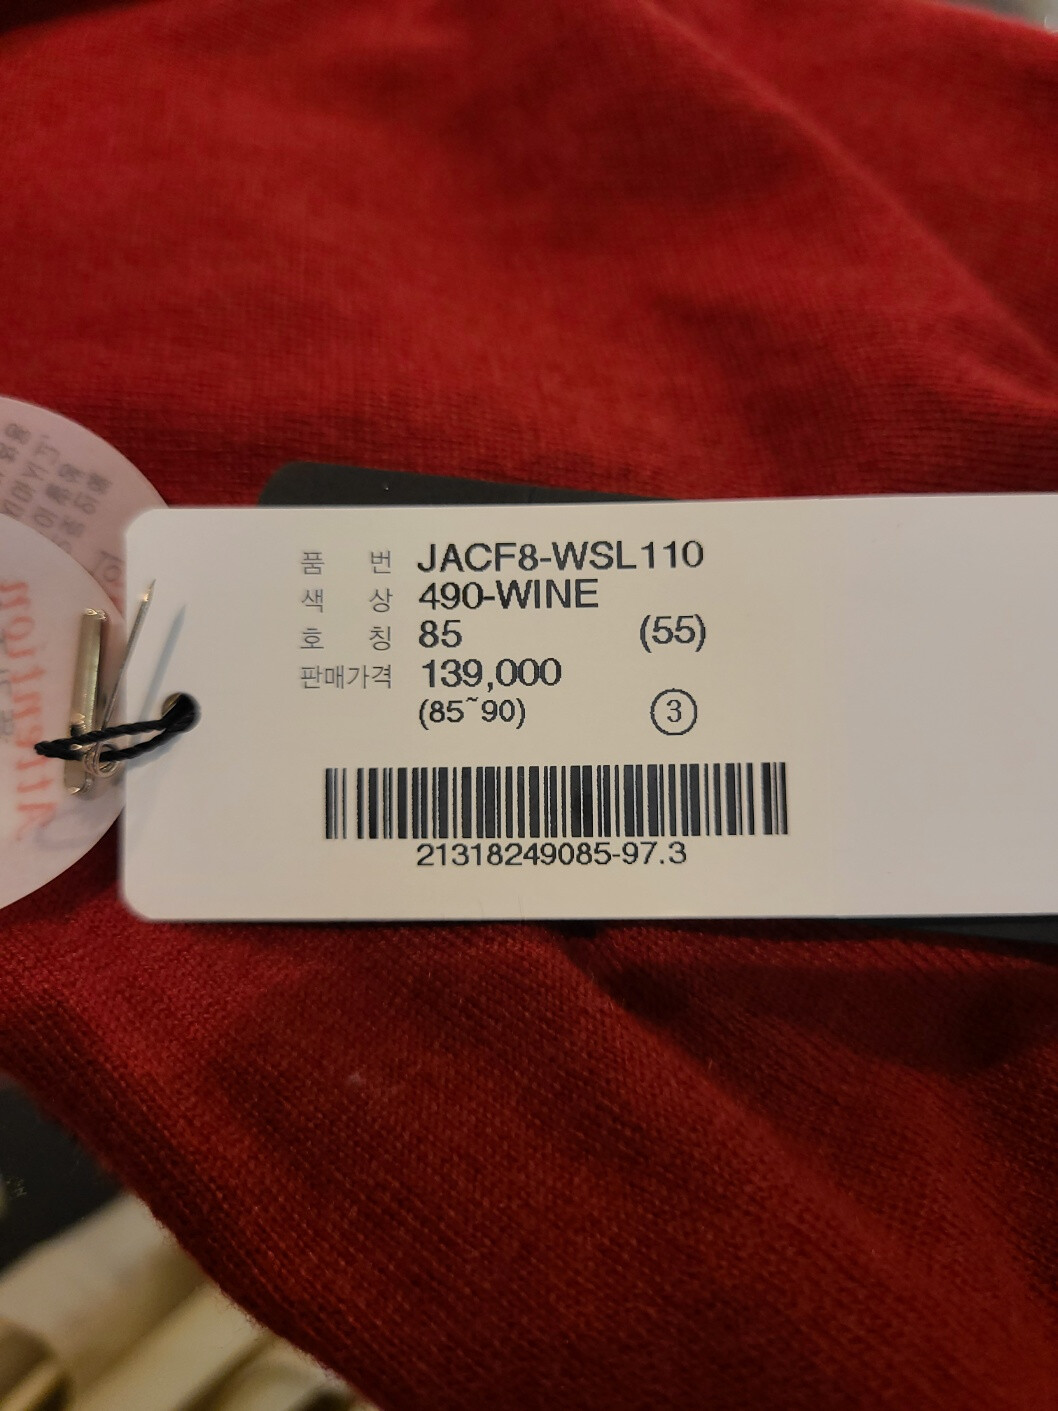 품 번 JACF8-WSL110
색 상 490-WINE
호 칭 85 (55)
판매가격 139,000
(85~90) ③
21318249085-97.3